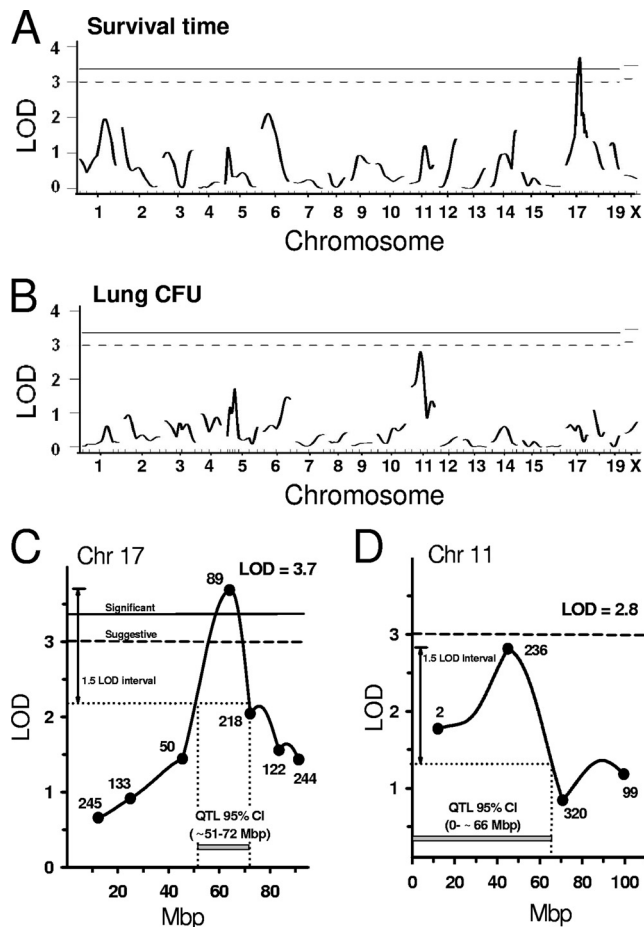 A
Survival time
4
3
2
1
0
LOD
1 2 3 4 5 6 7 8 9 10 11 12 13 14 15 17 19 X
Chromosome
B
Lung CFU
4
3
2
1
0
LOD
1 2 3 4 5 6 7 8 9 10 11 12 13 14 15 17 19 X
Chromosome
C
Chr 17
LOD = 3.7
89
Significant
Suggestive
1.5 LOD interval
3
2
1
0
LOD
245
133
50
218
122
244
QTL 95% CI
(~51-72 Mbp)
20 40 60 80
Mbp
D
Chr 11
LOD = 2.8
4
3
2
1
0
LOD
1.5 LOD Interval
2
236
320
99
QTL 95% CI
(0- ~ 66 Mbp)
0 20 40 60 80 100
Mbp